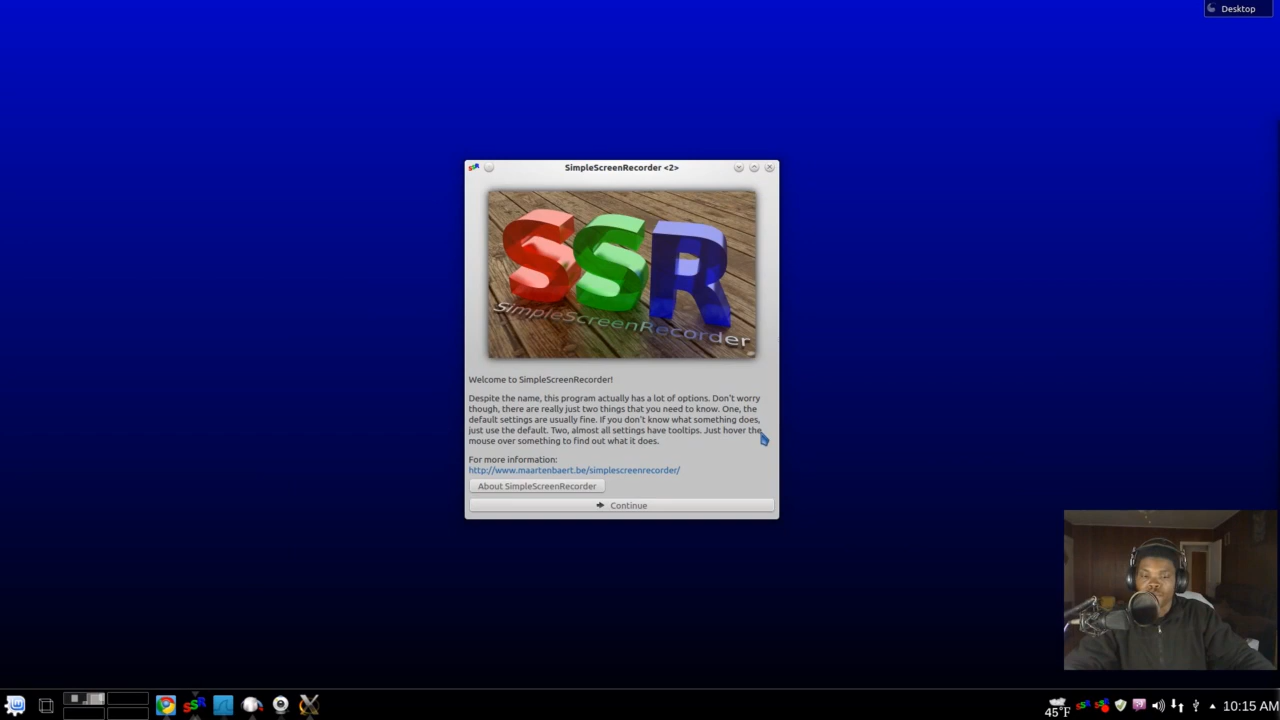 Desktop
SimpleScreenRecorder <2>
SSR
SimpleScreenRecorder
Welcome to SimpleScreenRecorder!
Despite the name, this program actually has a lot of options. Don't worry
though, there are really just two things that you need to know. One, the
default settings are usually fine. If you don't know what something does,
just use the default. Two, almost all settings have tooltips. Just hover the
mouse over something to find out what it does.
For more information:
http://www.maartenbaert.be/simplescreenrecorder/
About SimpleScreenRecorder
Continue
45°F
10:15 AM